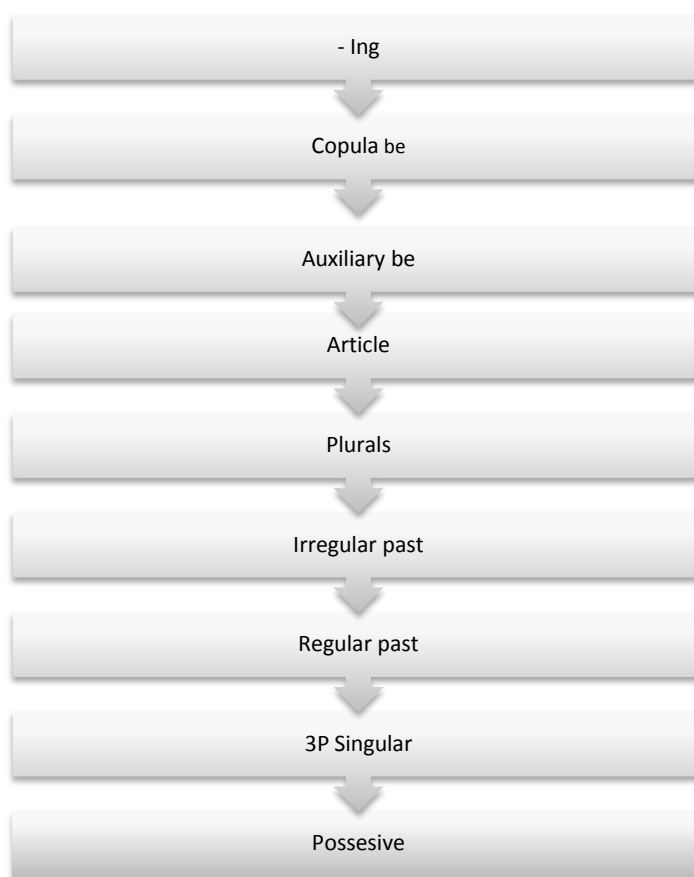 - Ing
Copula be
Auxiliary be
Article
Plurals
Irregular past
Regular past
3P Singular
Possesive